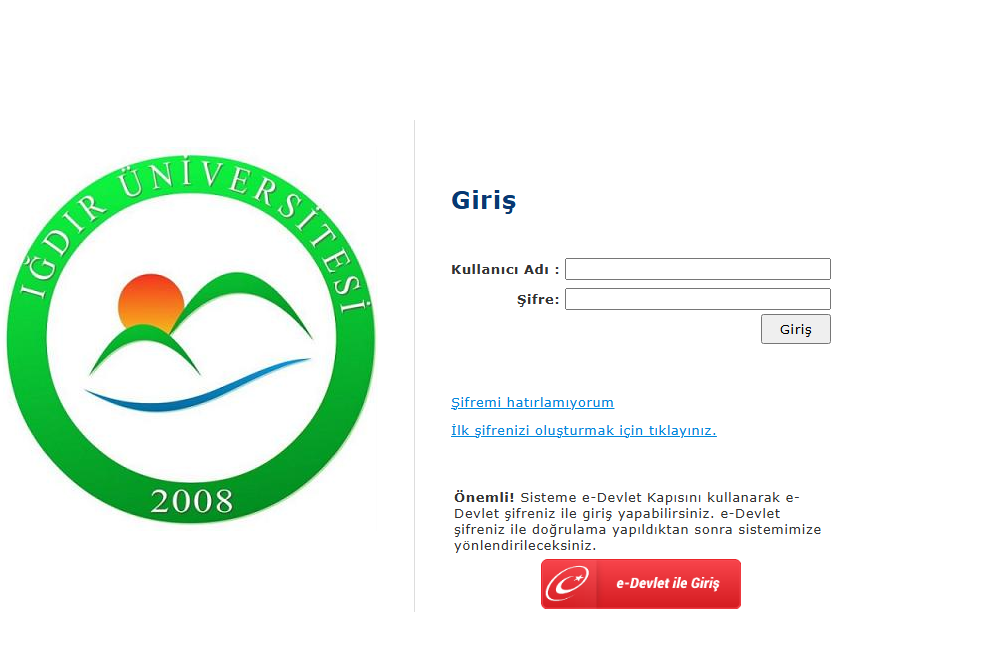 IĞDIR ÜNİVERSİTESİ
2008
Giriş
Kullanıcı Adı :
Şifre:
Giriş
Şifremi hatırlamıyorum
İlk şifrenizi oluşturmak için tıklayınız.
Önemli! Sisteme e-Devlet Kapısını kullanarak e-
Devlet şifreniz ile giriş yapabilirsiniz. e-Devlet
şifreniz ile doğrulama yapıldıktan sonra sistemimize
yönlendirileceksiniz.
e-Devlet ile Giriş